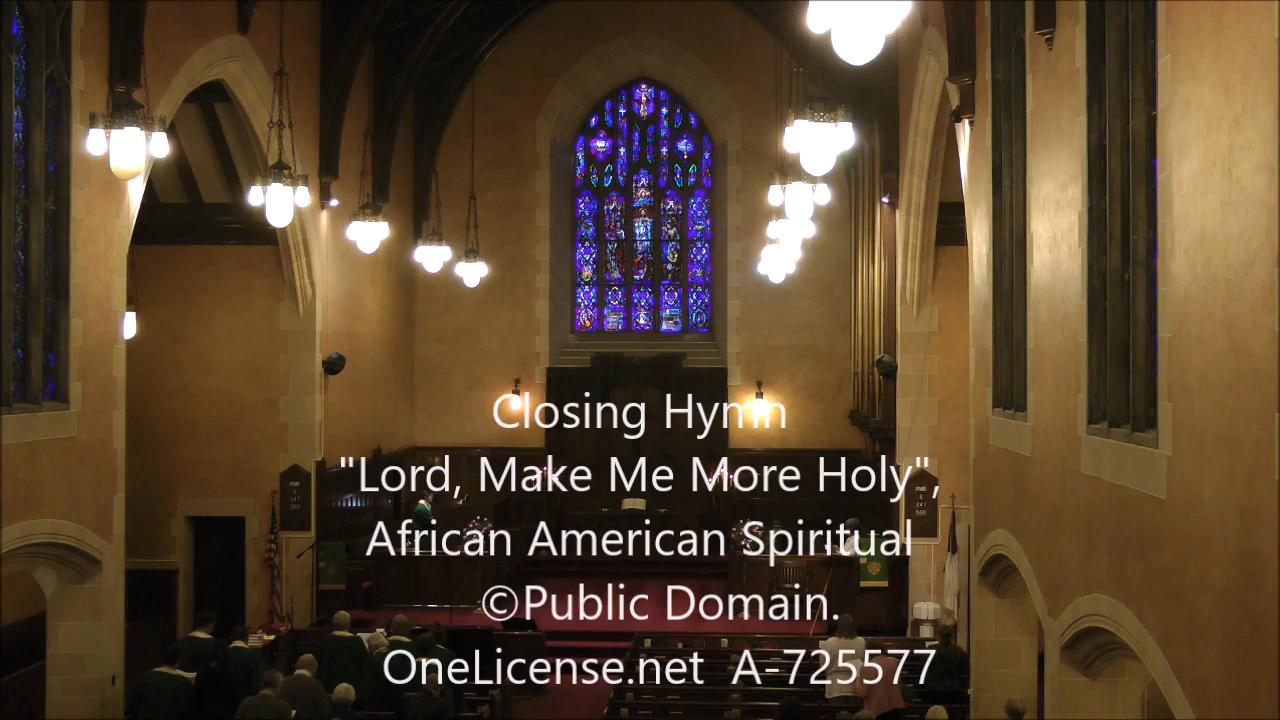 Closing Hymn
"Lord, Make Me More Holy",
African American Spiritual
©Public Domain.
OneLicense.net  A-725577